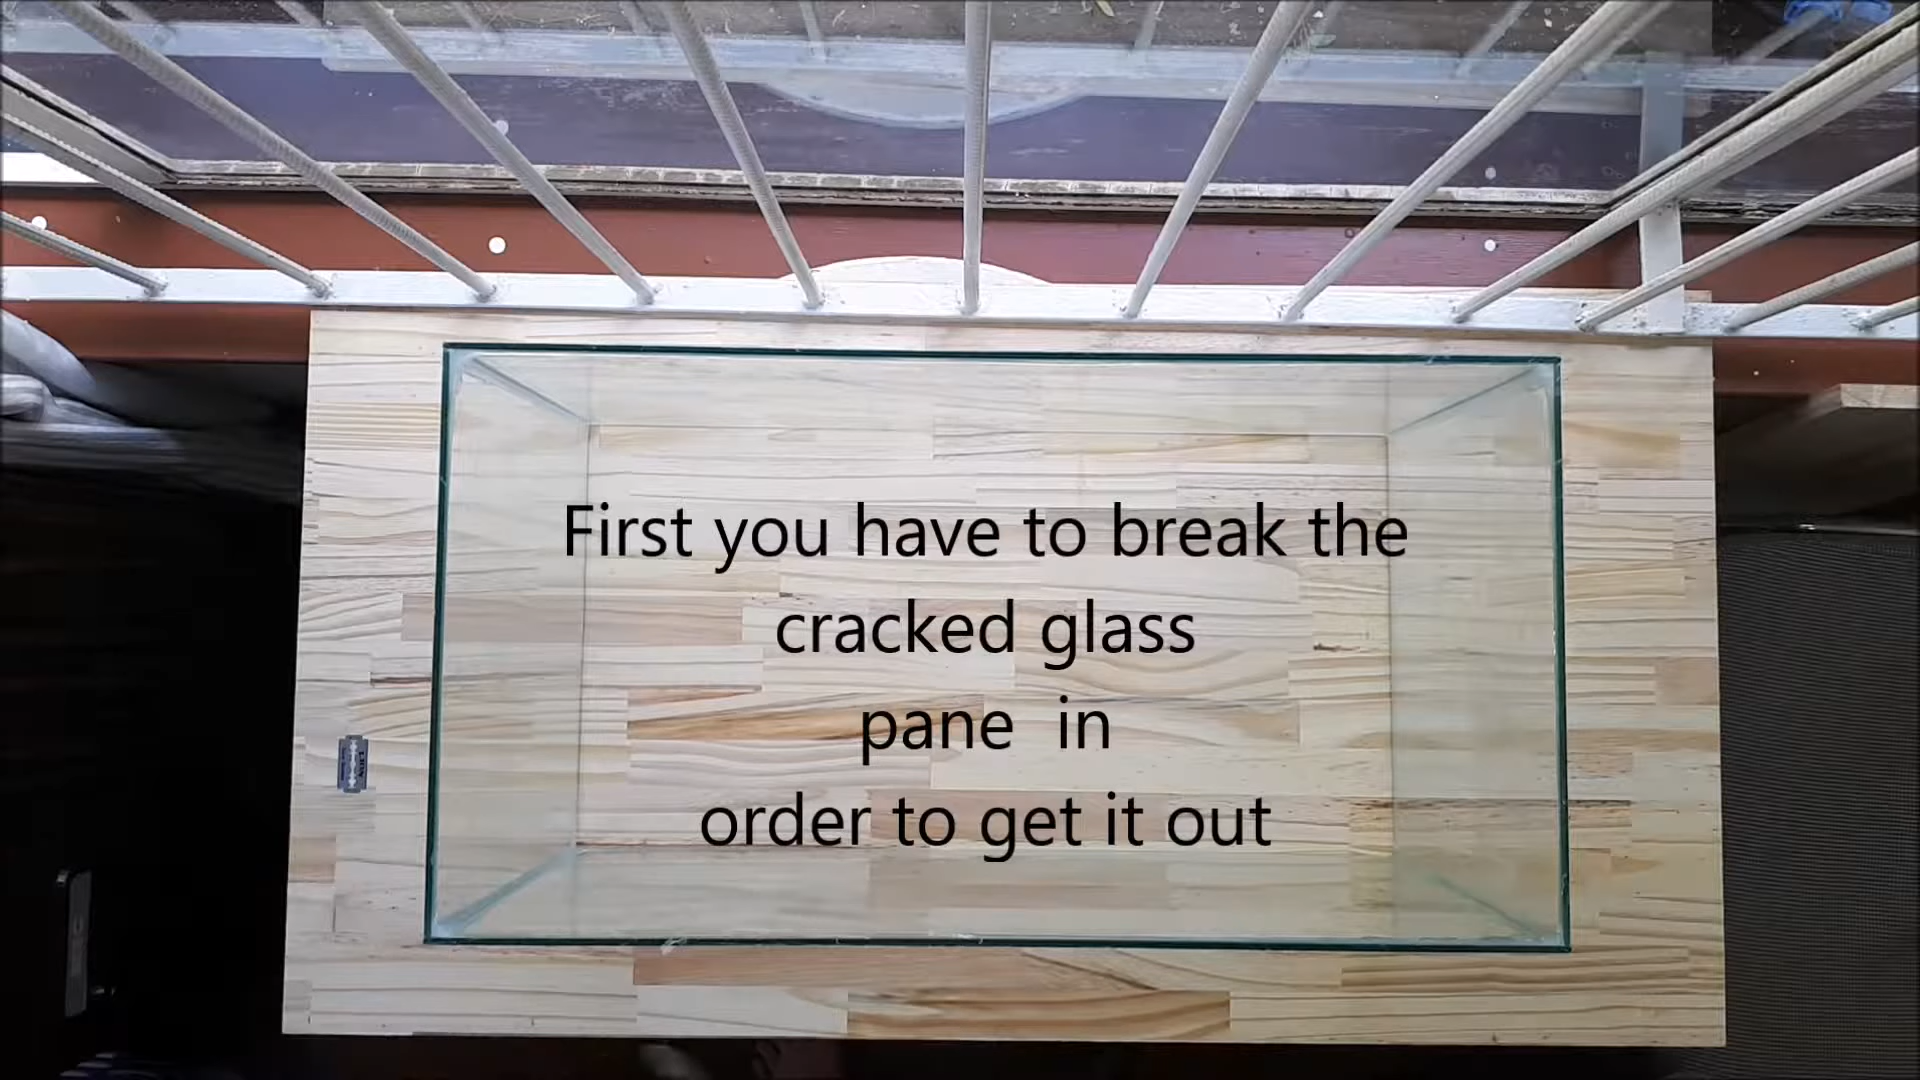 First you have to break the
cracked glass
pane  in
order to get it out